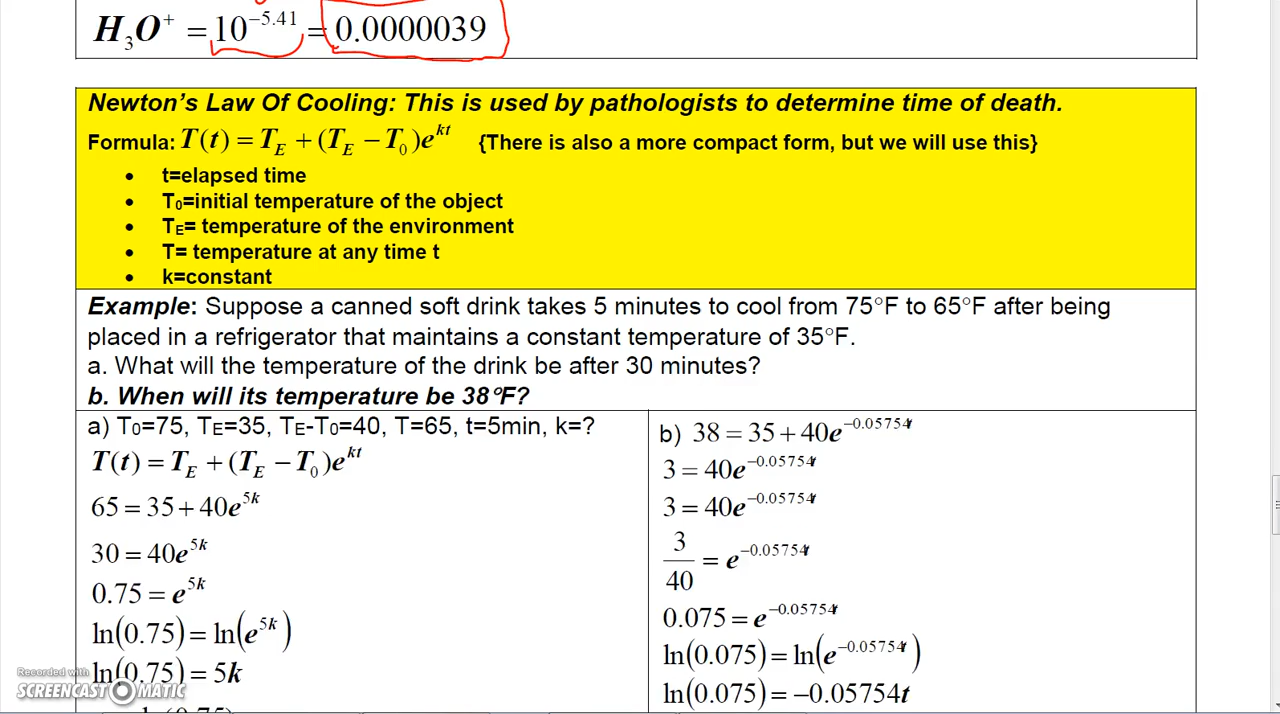 H₃O⁺ = 10^−5.41 = 0.0000039
Newton's Law Of Cooling: This is used by pathologists to determine time of death.
Formula: T(t) = T_E + (T_E − T₀)e^kt {There is also a more compact form, but we will use this}
• t=elapsed time
• T₀=initial temperature of the object
• T_E= temperature of the environment
• T= temperature at any time t
• k=constant
Example: Suppose a canned soft drink takes 5 minutes to cool from 75°F to 65°F after being
placed in a refrigerator that maintains a constant temperature of 35°F.
a. What will the temperature of the drink be after 30 minutes?
b. When will its temperature be 38°F?
a) T₀=75, T_E=35, T_E-T₀=40, T=65, t=5min, k=?
T(t) = T_E + (T_E − T₀)e^kt
65 = 35 + 40e^5k
30 = 40e^5k
0.75 = e^5k
ln(0.75) = ln(e^5k)
ln(0.75) = 5k
b) 38 = 35 + 40e^−0.05754t
3 = 40e^−0.05754t
3 = 40e^−0.05754t
3/40 = e^−0.05754t
0.075 = e^−0.05754t
ln(0.075) = ln(e^−0.05754t)
ln(0.075) = −0.05754t
Recorded with
SCREENCAST-O-MATIC